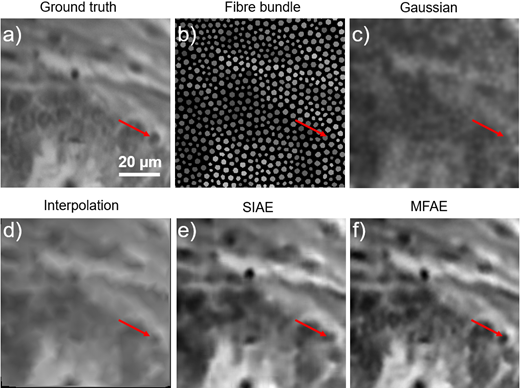 Ground truth
Fibre bundle
Gaussian
a)
b)
c)
20 µm
Interpolation
SIAE
MFAE
d)
e)
f)